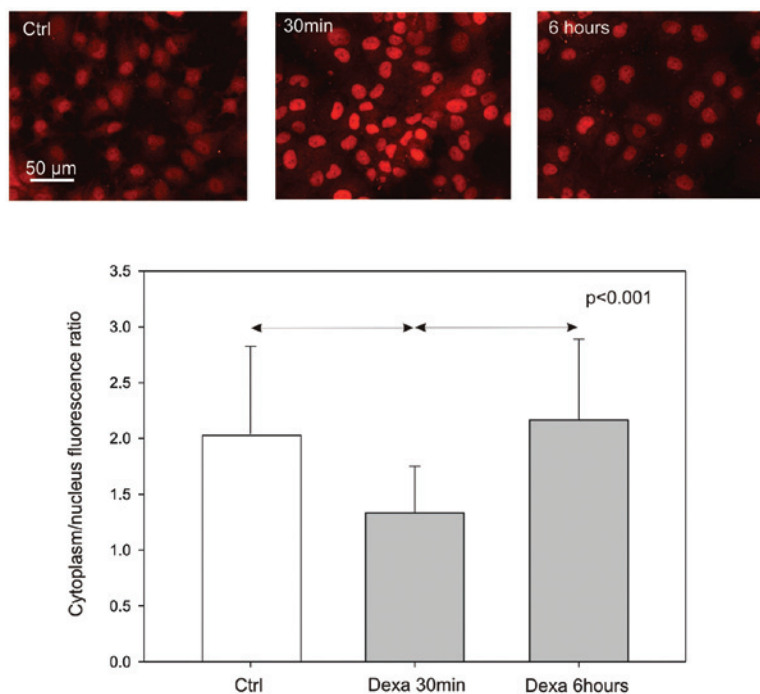 Ctrl
30min
6 hours
50 µm
3.5
3.0
2.5
2.0
1.5
1.0
0.5
0.0
Cytoplasm/nucleus fluorescence ratio
p<0.001
Ctrl
Dexa 30min
Dexa 6hours